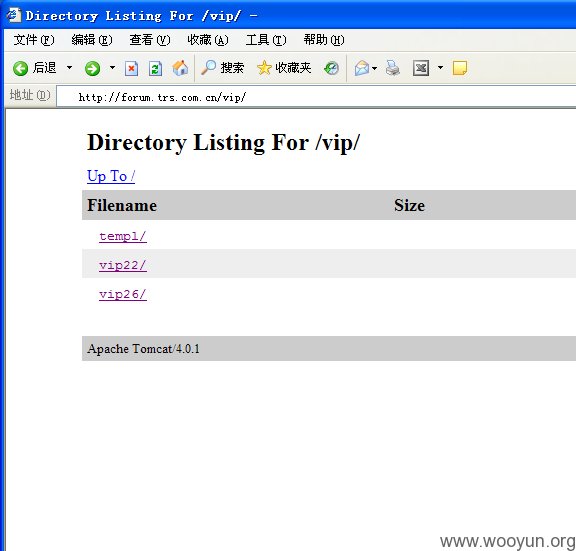 Directory Listing For /vip/ -
文件(F) 编辑(E) 查看(V) 收藏(A) 工具(T) 帮助(H)
后退 搜索 收藏夹
地址(D) http://forum.trs.com.cn/vip/
Directory Listing For /vip/
Up To /
Filename Size
templ/
vip22/
vip26/
Apache Tomcat/4.0.1
www.wooyun.org